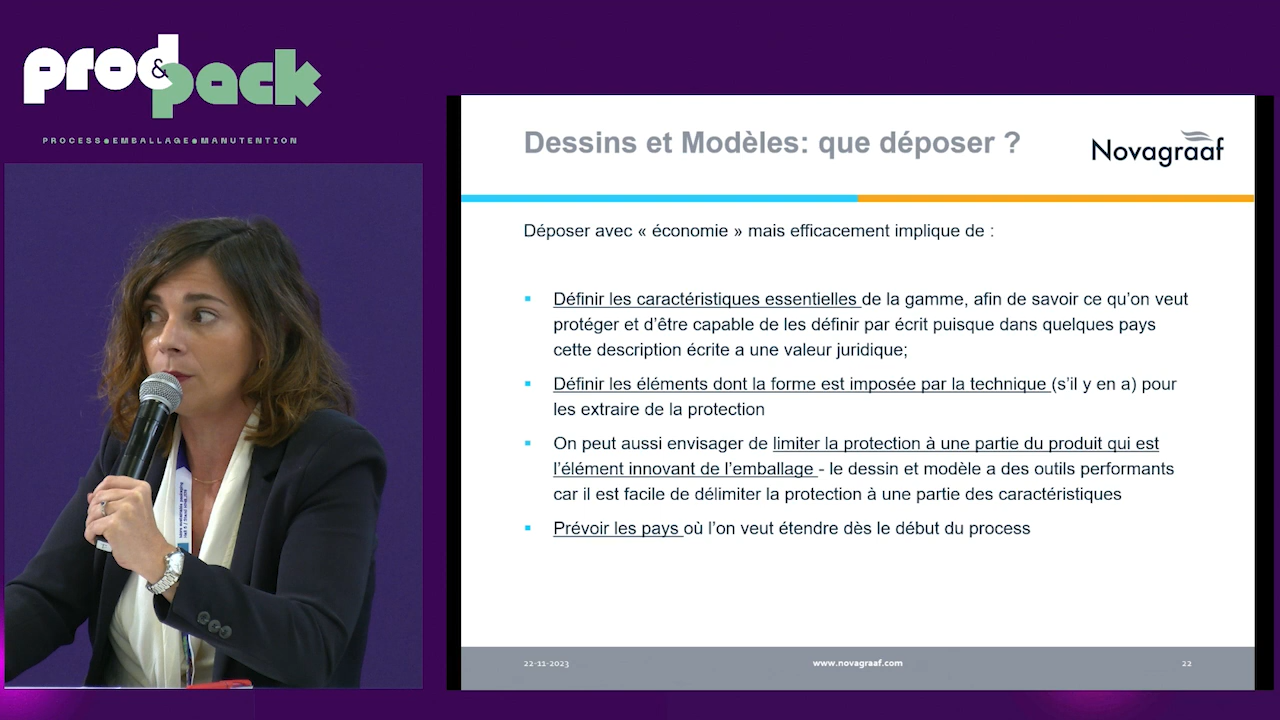 prod&pack
PROCESS•EMBALLAGE•MANUTENTION
Dessins et Modèles: que déposer ?
Novagraaf
Déposer avec « économie » mais efficacement implique de :
▪ Définir les caractéristiques essentielles de la gamme, afin de savoir ce qu’on veut
protéger et d’être capable de les définir par écrit puisque dans quelques pays
cette description écrite a une valeur juridique;
▪ Définir les éléments dont la forme est imposée par la technique (s’il y en a) pour
les extraire de la protection
▪ On peut aussi envisager de limiter la protection à une partie du produit qui est
l’élément innovant de l’emballage - le dessin et modèle a des outils performants
car il est facile de délimiter la protection à une partie des caractéristiques
▪ Prévoir les pays où l’on veut étendre dès le début du process
22-11-2023
www.novagraaf.com
22